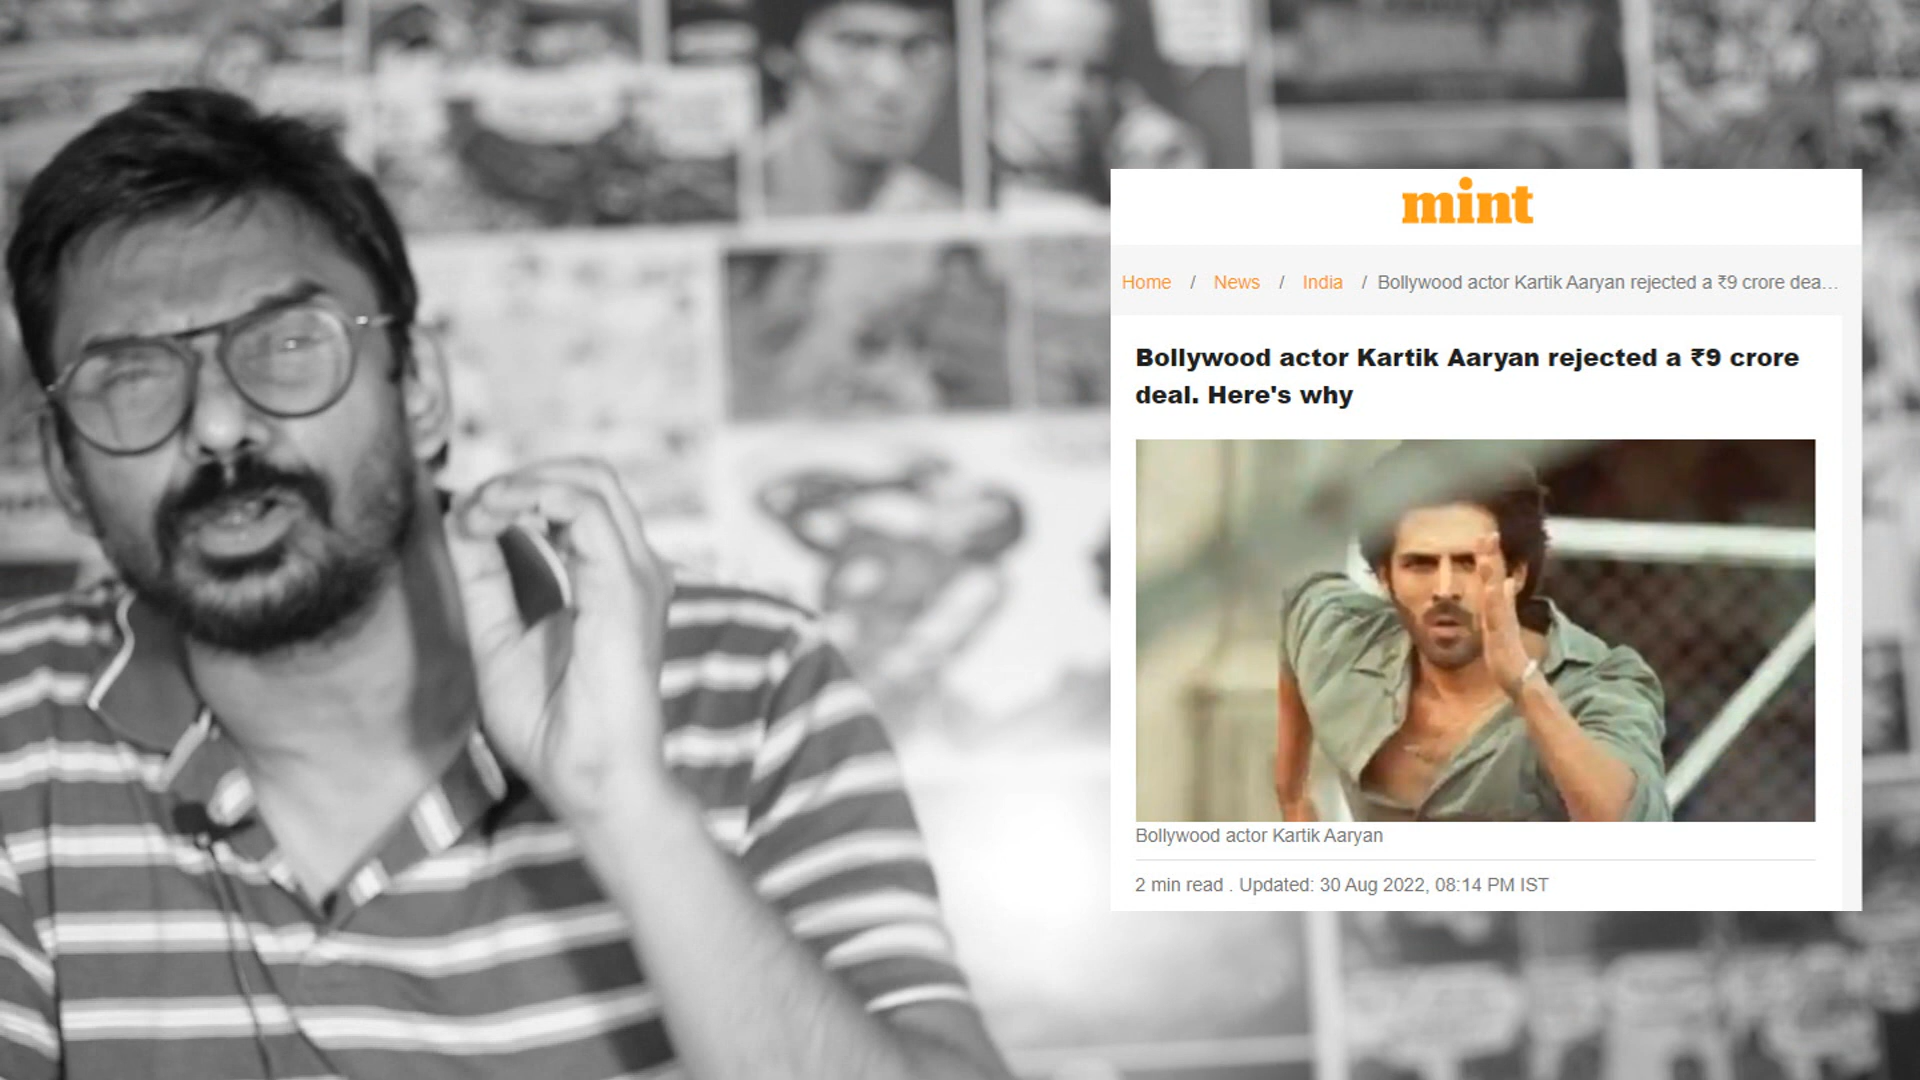 mint
Home / News / India / Bollywood actor Kartik Aaryan rejected a ₹9 crore dea...
Bollywood actor Kartik Aaryan rejected a ₹9 crore
deal. Here's why
Bollywood actor Kartik Aaryan
2 min read . Updated: 30 Aug 2022, 08:14 PM IST